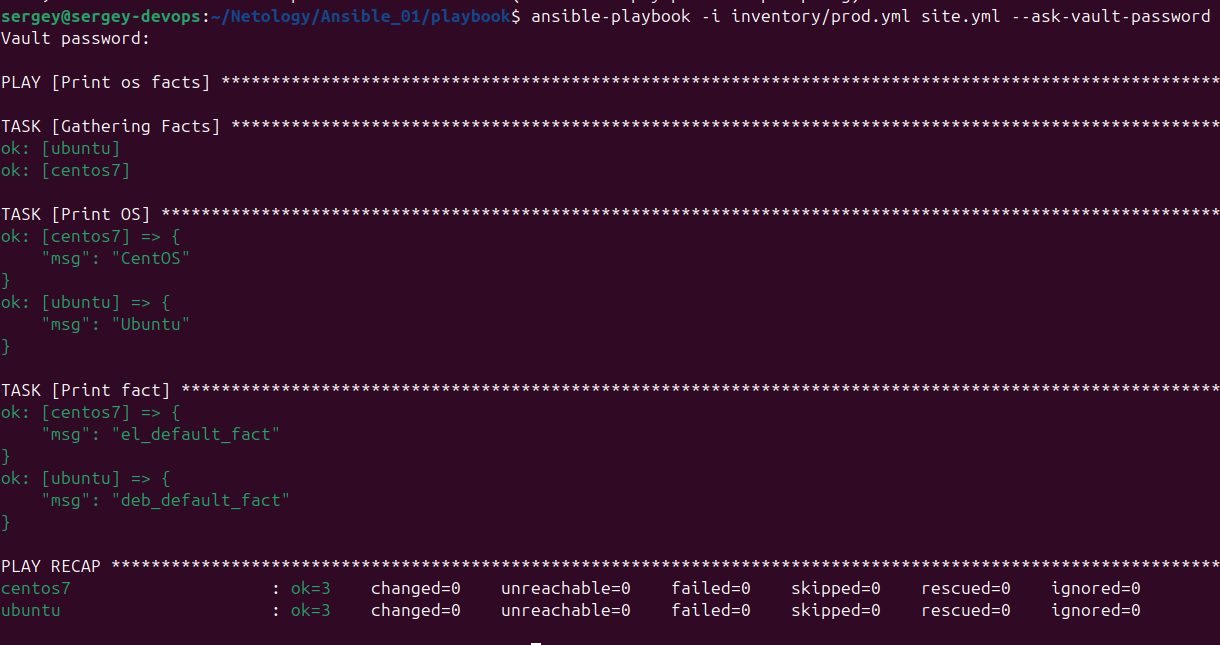 sergey@sergey-devops:~/Netology/Ansible_01/playbook$ ansible-playbook -i inventory/prod.yml site.yml --ask-vault-password
Vault password:
PLAY [Print os facts] ****************************************************************************************************
TASK [Gathering Facts] ***************************************************************************************************
ok: [ubuntu]
ok: [centos7]
TASK [Print OS] **********************************************************************************************************
ok: [centos7] => {
    "msg": "CentOS"
}
ok: [ubuntu] => {
    "msg": "Ubuntu"
}
TASK [Print fact] ********************************************************************************************************
ok: [centos7] => {
    "msg": "el_default_fact"
}
ok: [ubuntu] => {
    "msg": "deb_default_fact"
}
PLAY RECAP ***************************************************************************************************************
centos7                    : ok=3    changed=0    unreachable=0    failed=0    skipped=0    rescued=0    ignored=0
ubuntu                     : ok=3    changed=0    unreachable=0    failed=0    skipped=0    rescued=0    ignored=0